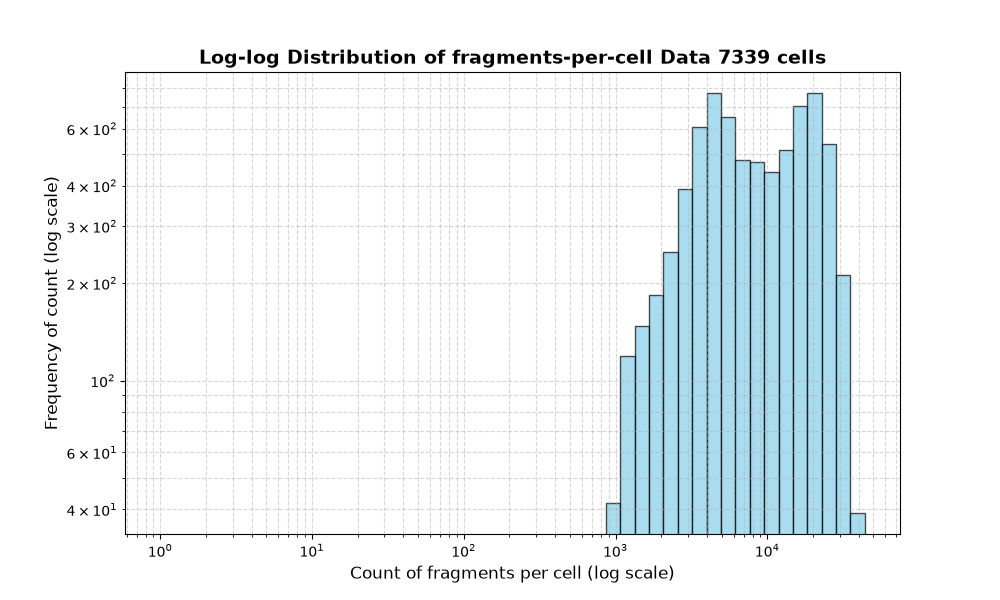 Log-log Distribution of fragments-per-cell Data 7339 cells
Frequency of count (log scale)
6 × 10²
4 × 10²
3 × 10²
2 × 10²
10²
6 × 10¹
4 × 10¹
10⁰ 10¹ 10² 10³ 10⁴
Count of fragments per cell (log scale)